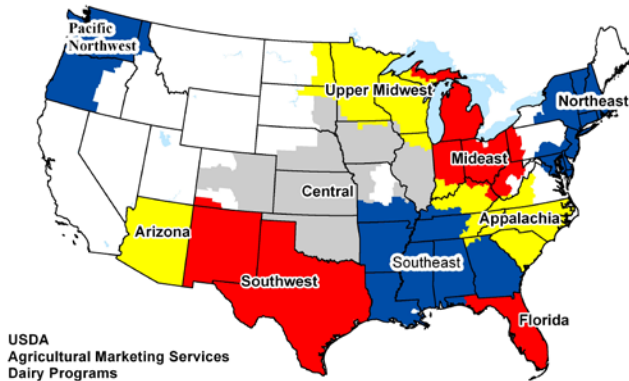 Pacific
Northwest
Upper Midwest
Northeast
Mideast
Central
Appalachia
Arizona
Southeast
Southwest
Florida
USDA
Agricultural Marketing Services
Dairy Programs